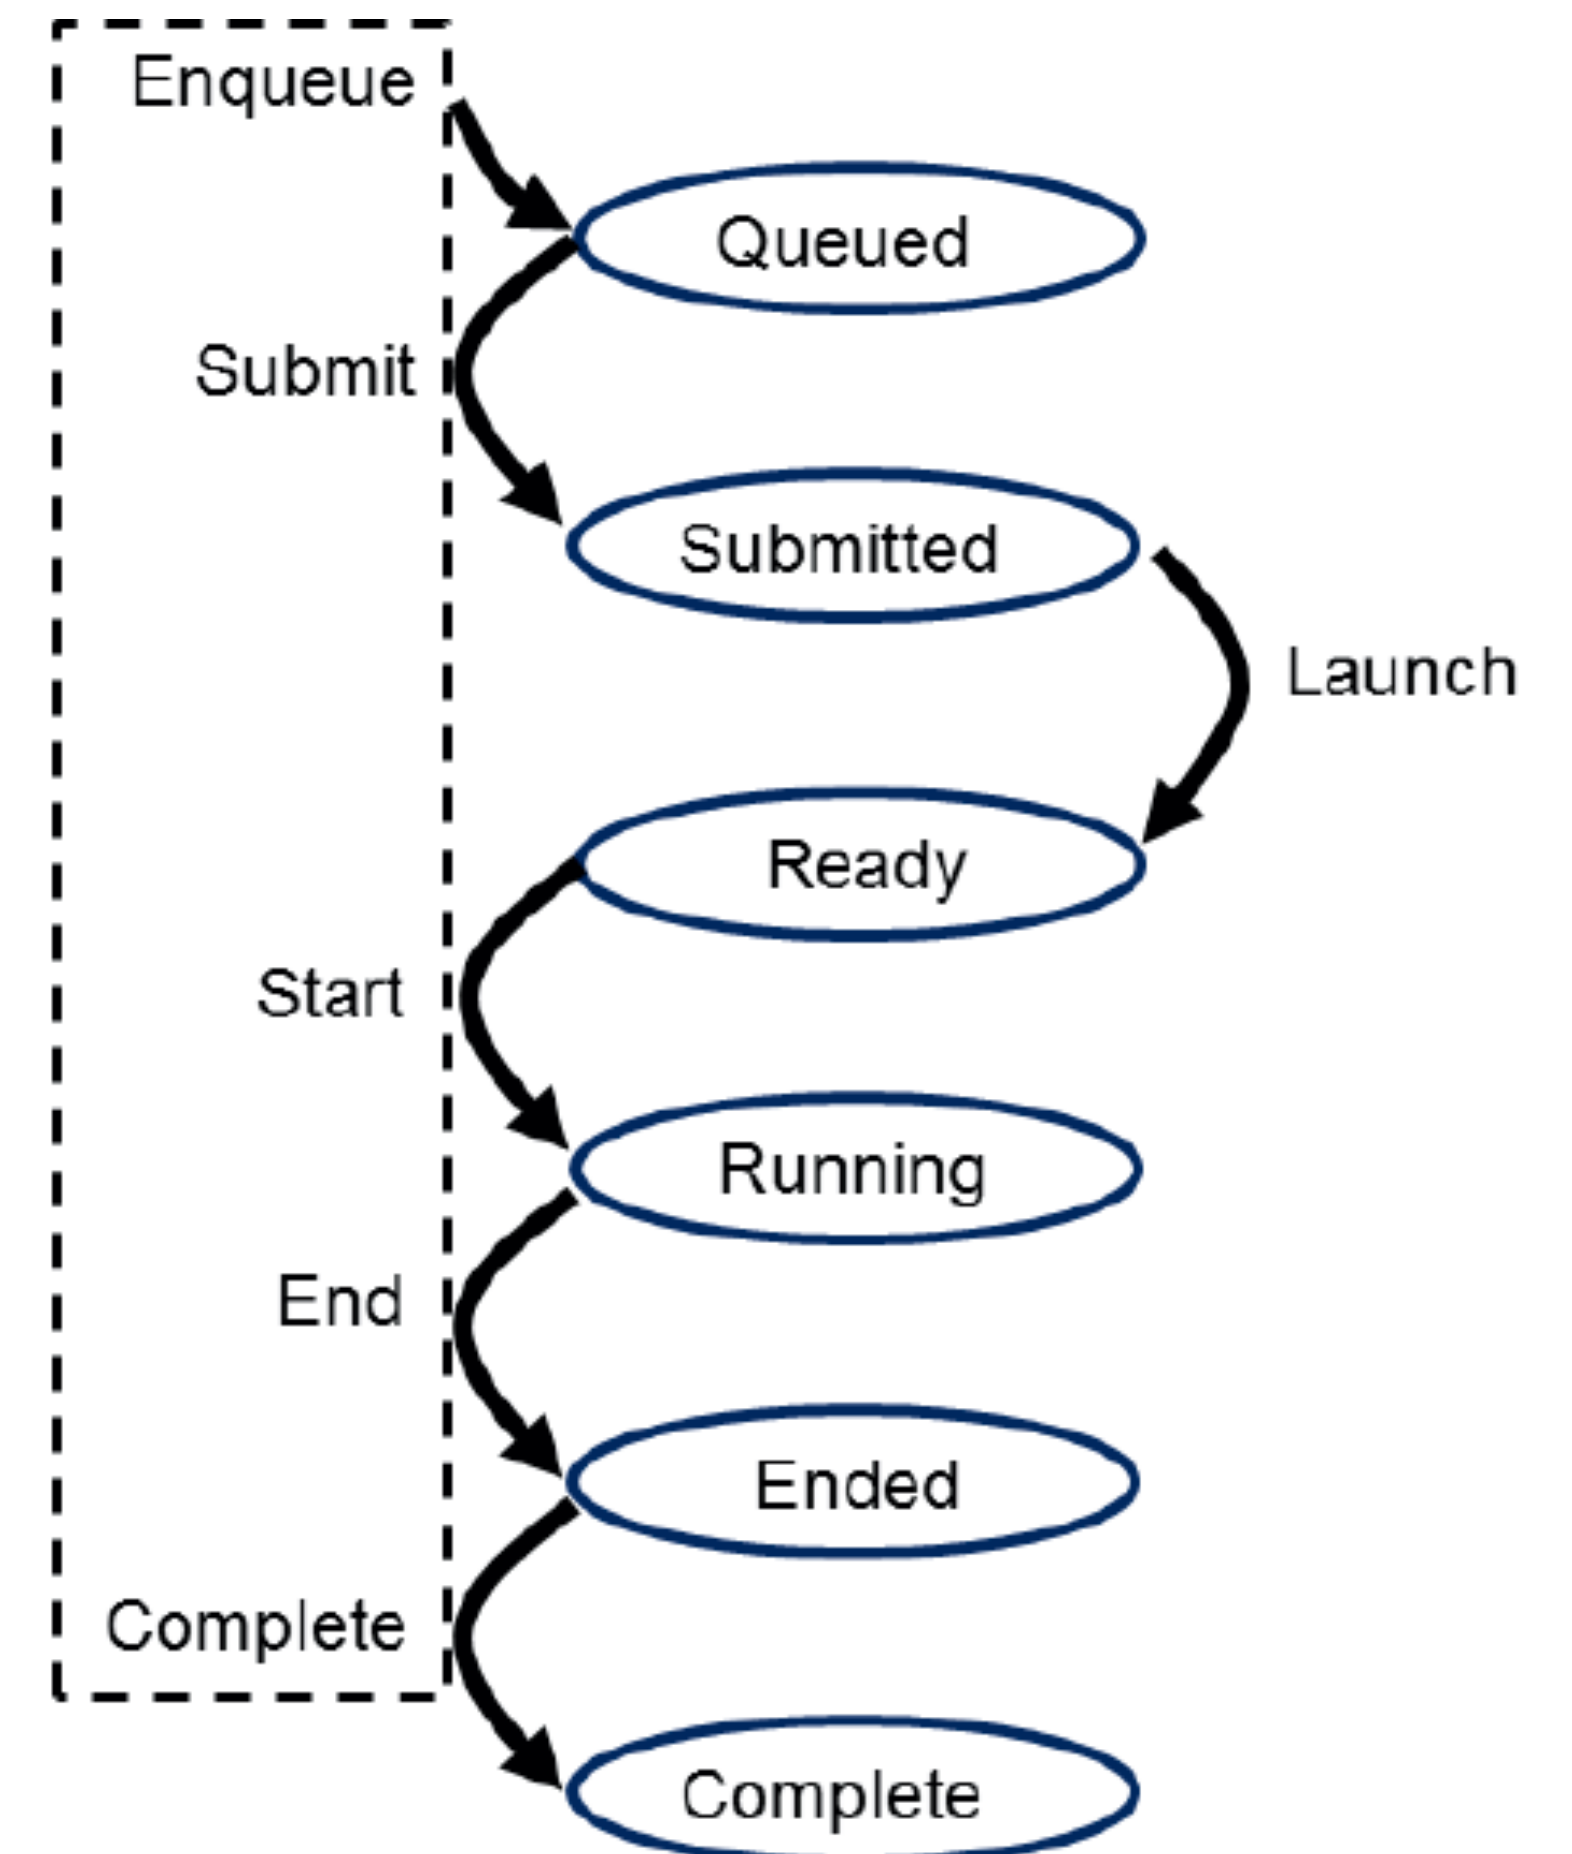 Enqueue
Queued
Submit
Submitted
Launch
Ready
Start
Running
End
Ended
Complete
Complete